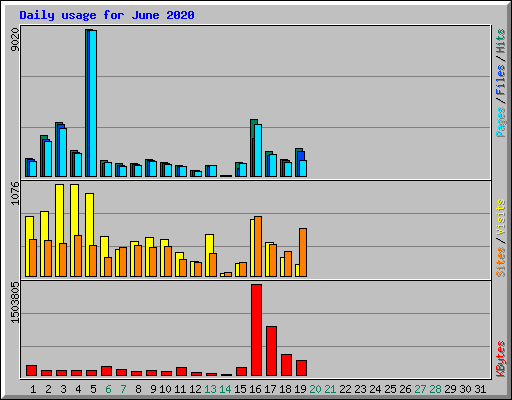 Daily usage for June 2020
9020
Pages / Files / Hits
1076
Sites / Visits
1503805
KBytes
1 2 3 4 5 6 7 8 9 10 11 12 13 14 15 16 17 18 19 20 21 22 23 24 25 26 27 28 29 30 31